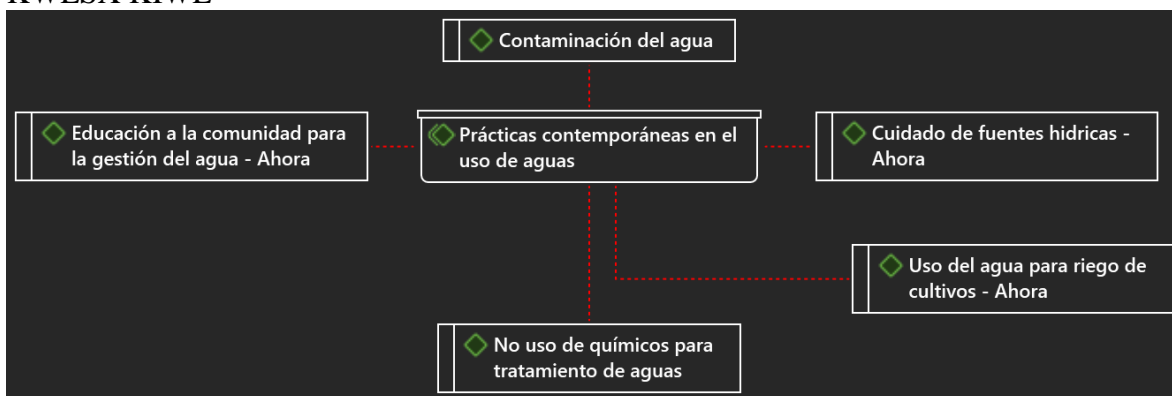 Contaminación del agua
Educación a la comunidad para
la gestión del agua - Ahora
Prácticas contemporáneas en el
uso de aguas
Cuidado de fuentes hidricas -
Ahora
Uso del agua para riego de
cultivos - Ahora
No uso de químicos para
tratamiento de aguas